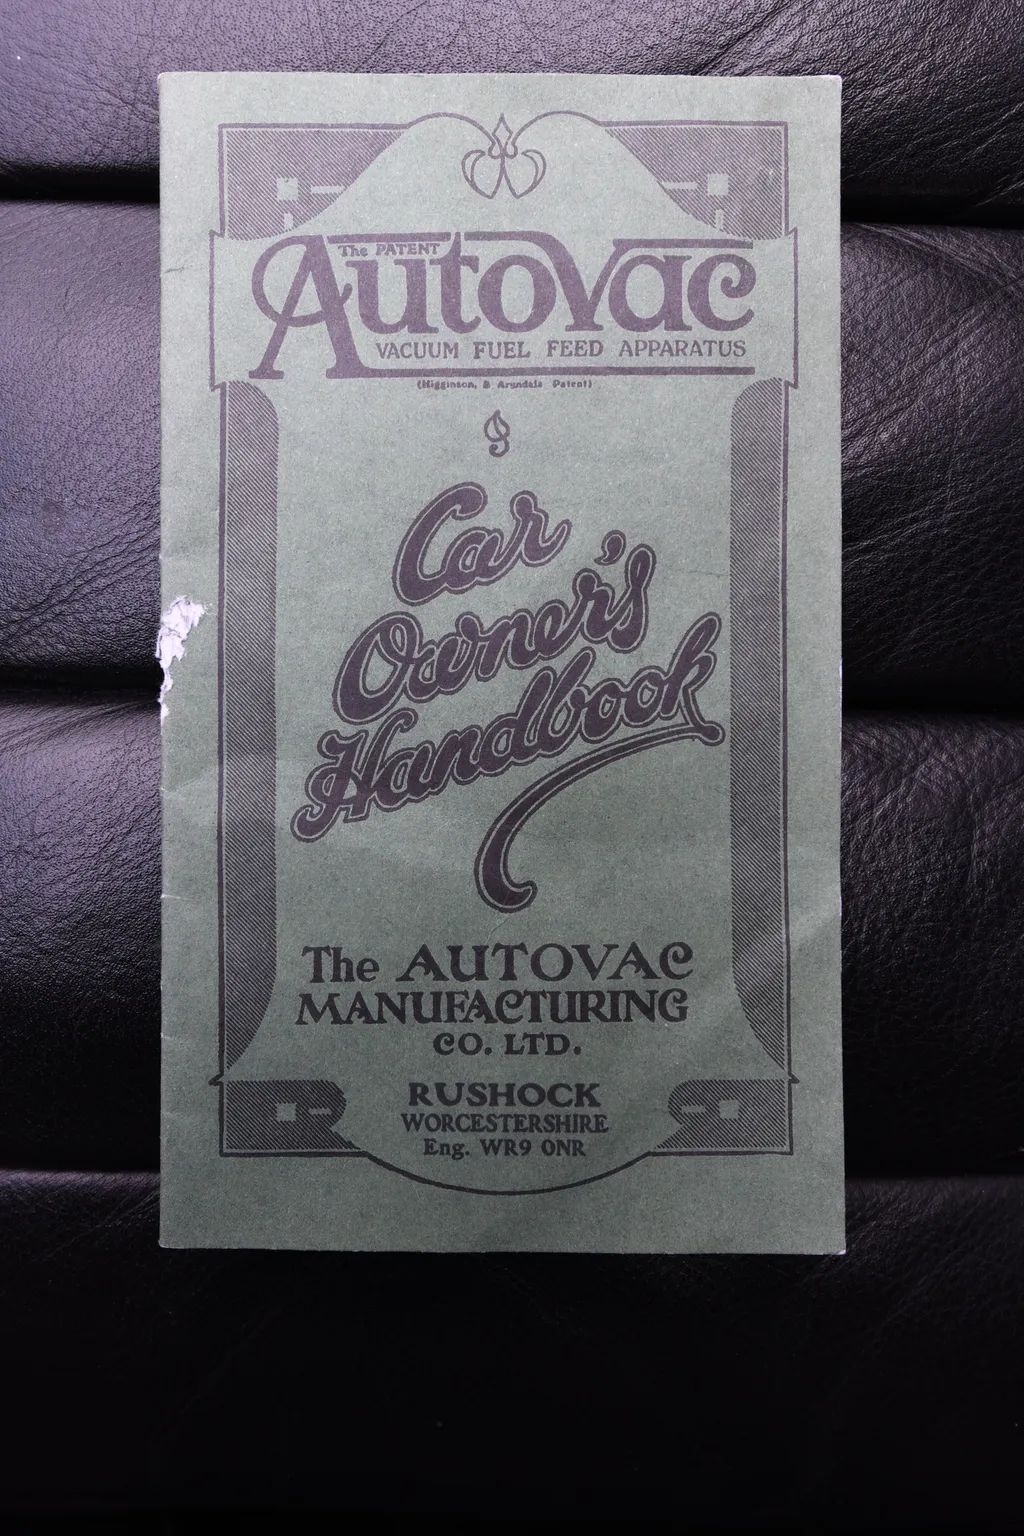 The PATENT
AutoVac
VACUUM FUEL FEED APPARATUS
(Higginson, & Arundels Patent)
Car
Owner's
Handbook
The AUTOVAC
MANUFACTURING
CO. LTD.
RUSHOCK
WORCESTERSHIRE
Eng. WR9 0NR